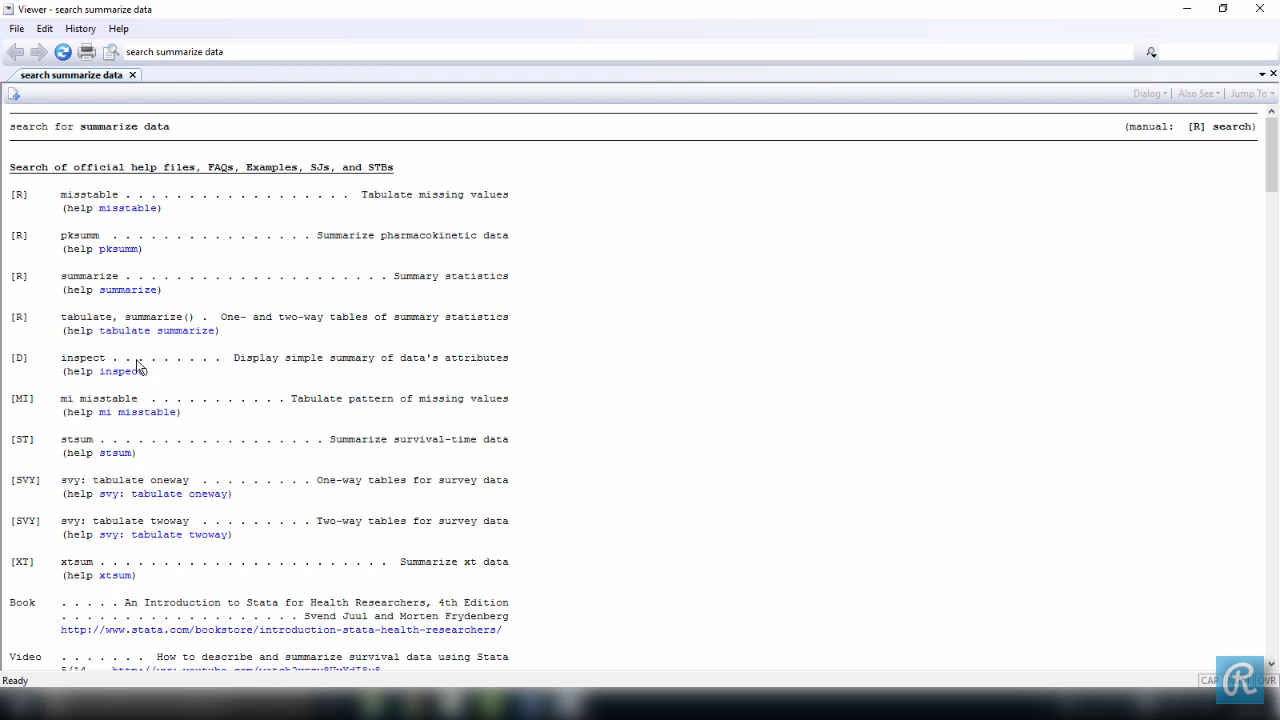 Viewer - search summarize data
File Edit History Help
search summarize data
search summarize data
Dialog Also See Jump To
search for summarize data (manual: [R] search)
Search of official help files, FAQs, Examples, SJs, and STBs
[R] misstable . . . . . . . . . . . . . . . . . . Tabulate missing values
(help misstable)
[R] pksumm . . . . . . . . . . . . . . . . Summarize pharmacokinetic data
(help pksumm)
[R] summarize . . . . . . . . . . . . . . . . . . . . . Summary statistics
(help summarize)
[R] tabulate, summarize() . One- and two-way tables of summary statistics
(help tabulate summarize)
[D] inspect . . . . . . . . . Display simple summary of data's attributes
(help inspect)
[MI] mi misstable . . . . . . . . . . . Tabulate pattern of missing values
(help mi misstable)
[ST] stsum . . . . . . . . . . . . . . . . . . Summarize survival-time data
(help stsum)
[SVY] svy: tabulate oneway . . . . . . . . . One-way tables for survey data
(help svy: tabulate oneway)
[SVY] svy: tabulate twoway . . . . . . . . . Two-way tables for survey data
(help svy: tabulate twoway)
[XT] xtsum . . . . . . . . . . . . . . . . . . . . . . . Summarize xt data
(help xtsum)
Book . . . . . An Introduction to Stata for Health Researchers, 4th Edition
. . . . . . . . . . . . . . . . . . . Svend Juul and Morten Frydenberg
http://www.stata.com/bookstore/introduction-stata-health-researchers/
Video . . . . . . . How to describe and summarize survival data using Stata
Ready CAP OVR
R